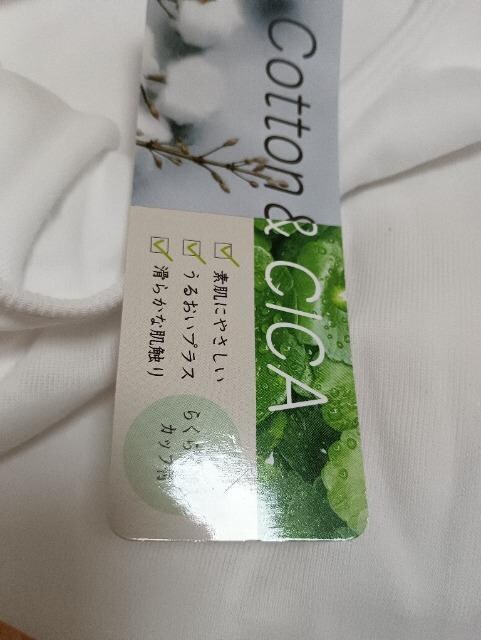 Cotton & CICA
素肌にやさしい
うるおいプラス
滑らかな肌触り
らくら
カップ